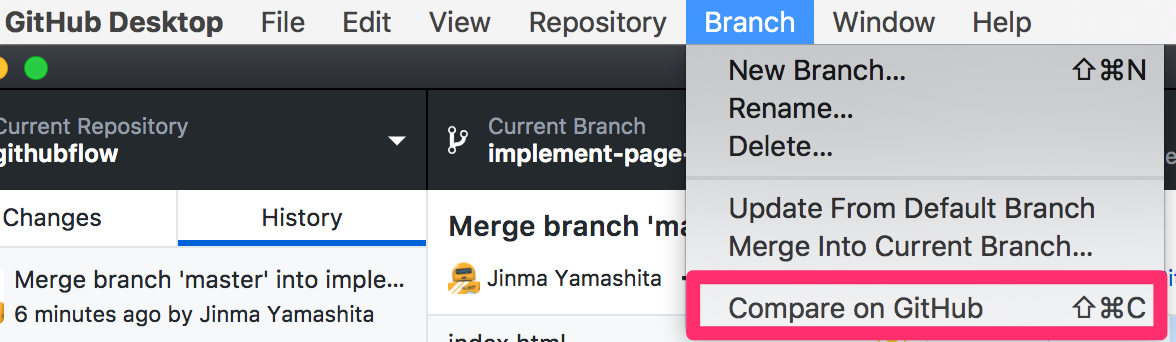 GitHub Desktop File Edit View Repository Branch Window Help
New Branch... ⇧⌘N
Rename...
Delete...
Update From Default Branch
Merge Into Current Branch...
Compare on GitHub ⇧⌘C
Current Repository
githubflow
Current Branch
implement-page-
Changes History
Merge branch 'master' into imple...
6 minutes ago by Jinma Yamashita
Merge branch 'ma
Jinma Yamashita
index.html